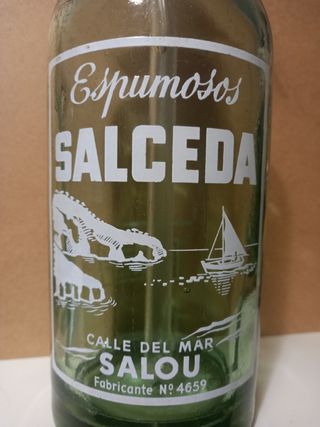 Espumosos
SALCEDA
CALLE DEL MAR
SALOU
Fabricante Nº 4659